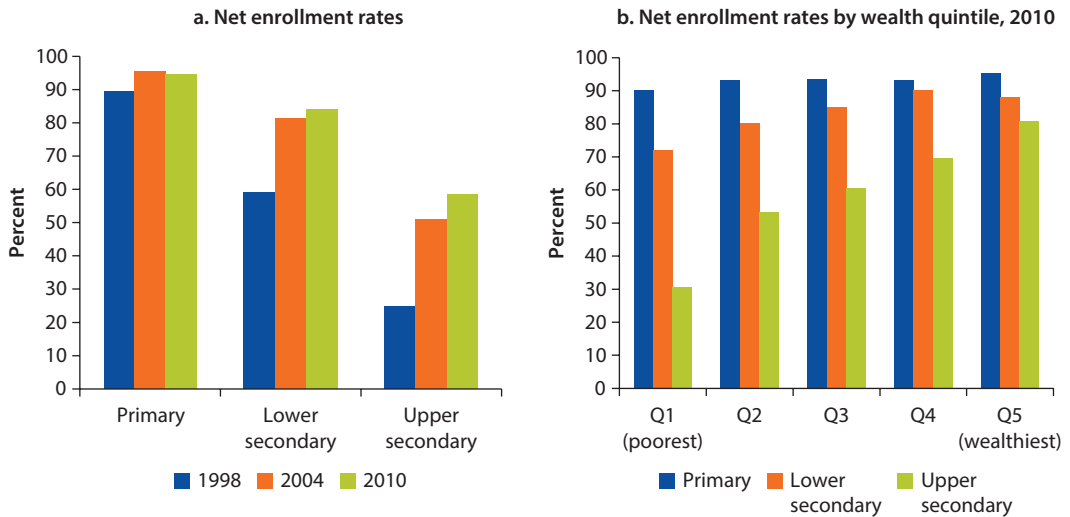 a. Net enrollment rates
Percent
100
90
80
70
60
50
40
30
20
10
0
Primary
Lower
secondary
Upper
secondary
1998
2004
2010
b. Net enrollment rates by wealth quintile, 2010
Percent
100
90
80
70
60
50
40
30
20
10
0
Q1
(poorest)
Q2
Q3
Q4
Q5
(wealthiest)
Primary
Lower
secondary
Upper
secondary